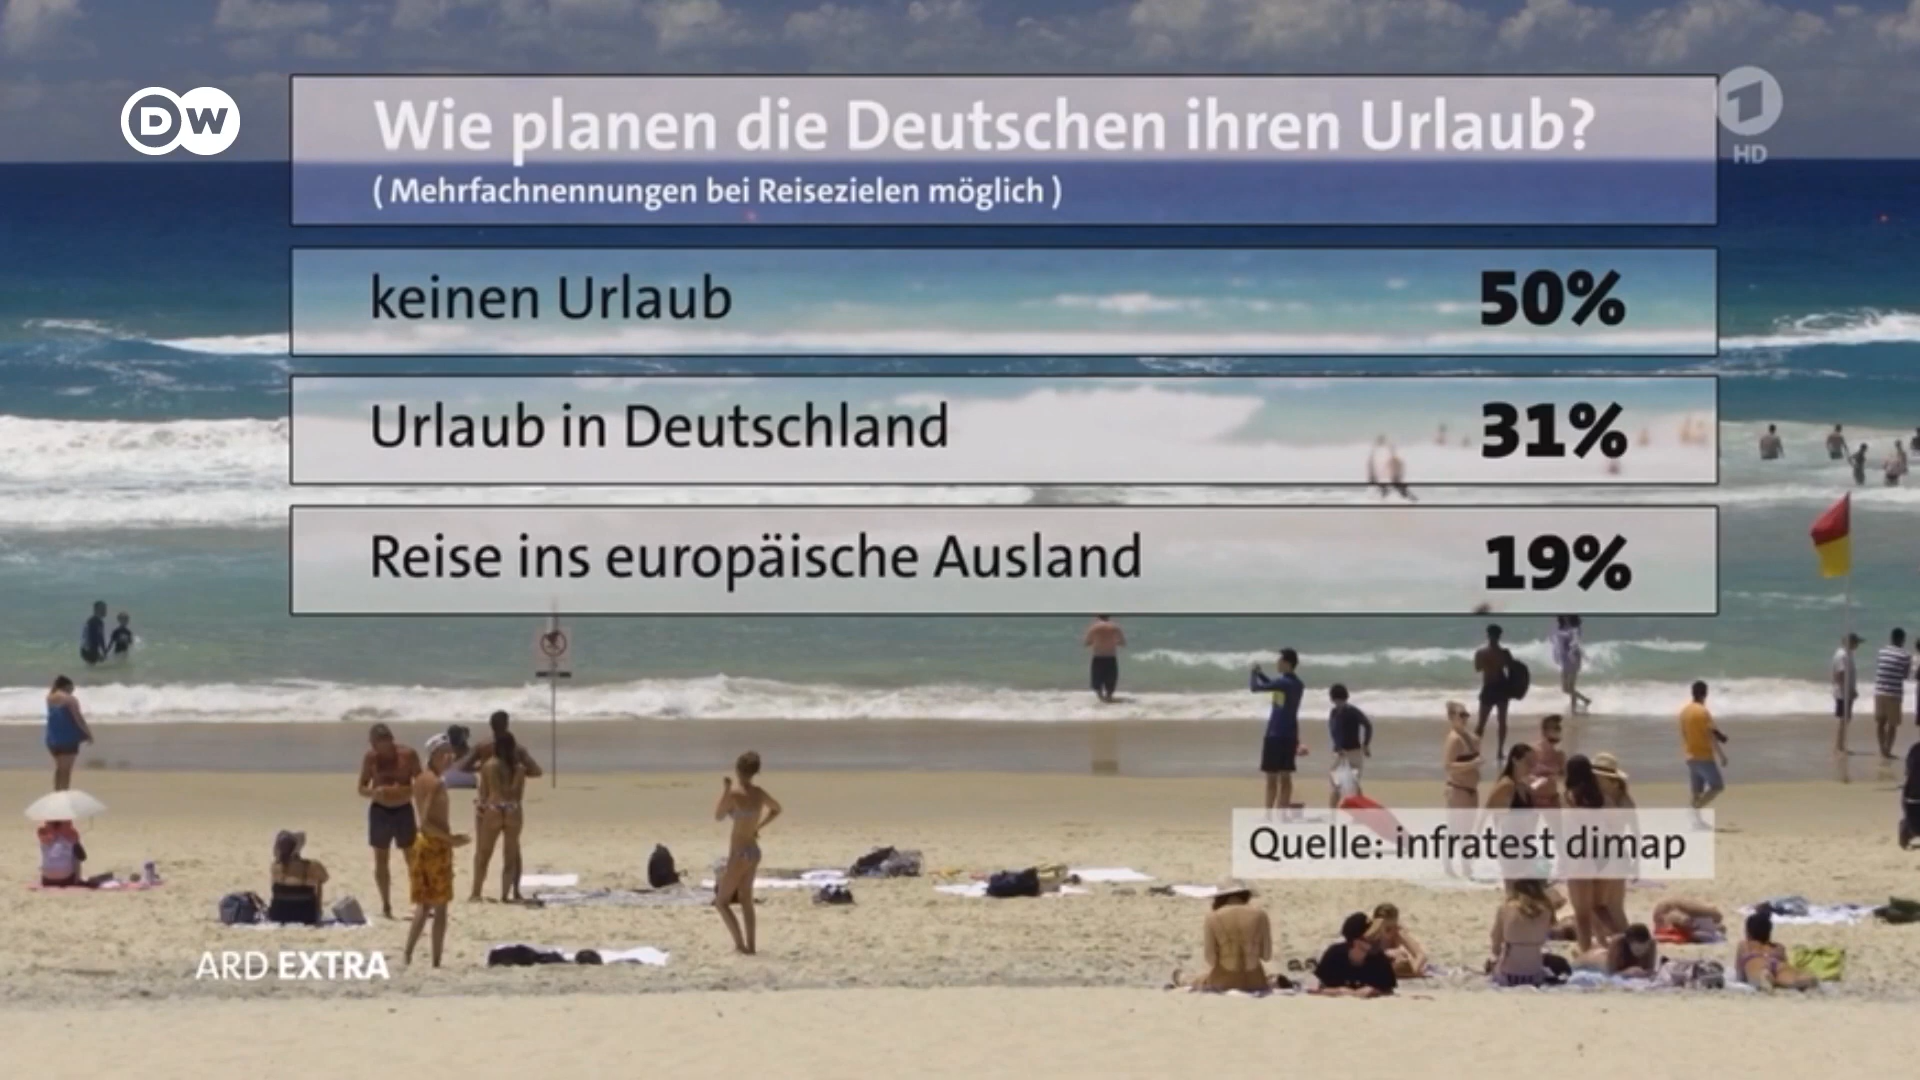 DW
Wie planen die Deutschen ihren Urlaub?
( Mehrfachnennungen bei Reisezielen möglich )
1
HD
keinen Urlaub 50%
Urlaub in Deutschland 31%
Reise ins europäische Ausland 19%
Quelle: infratest dimap
ARD EXTRA